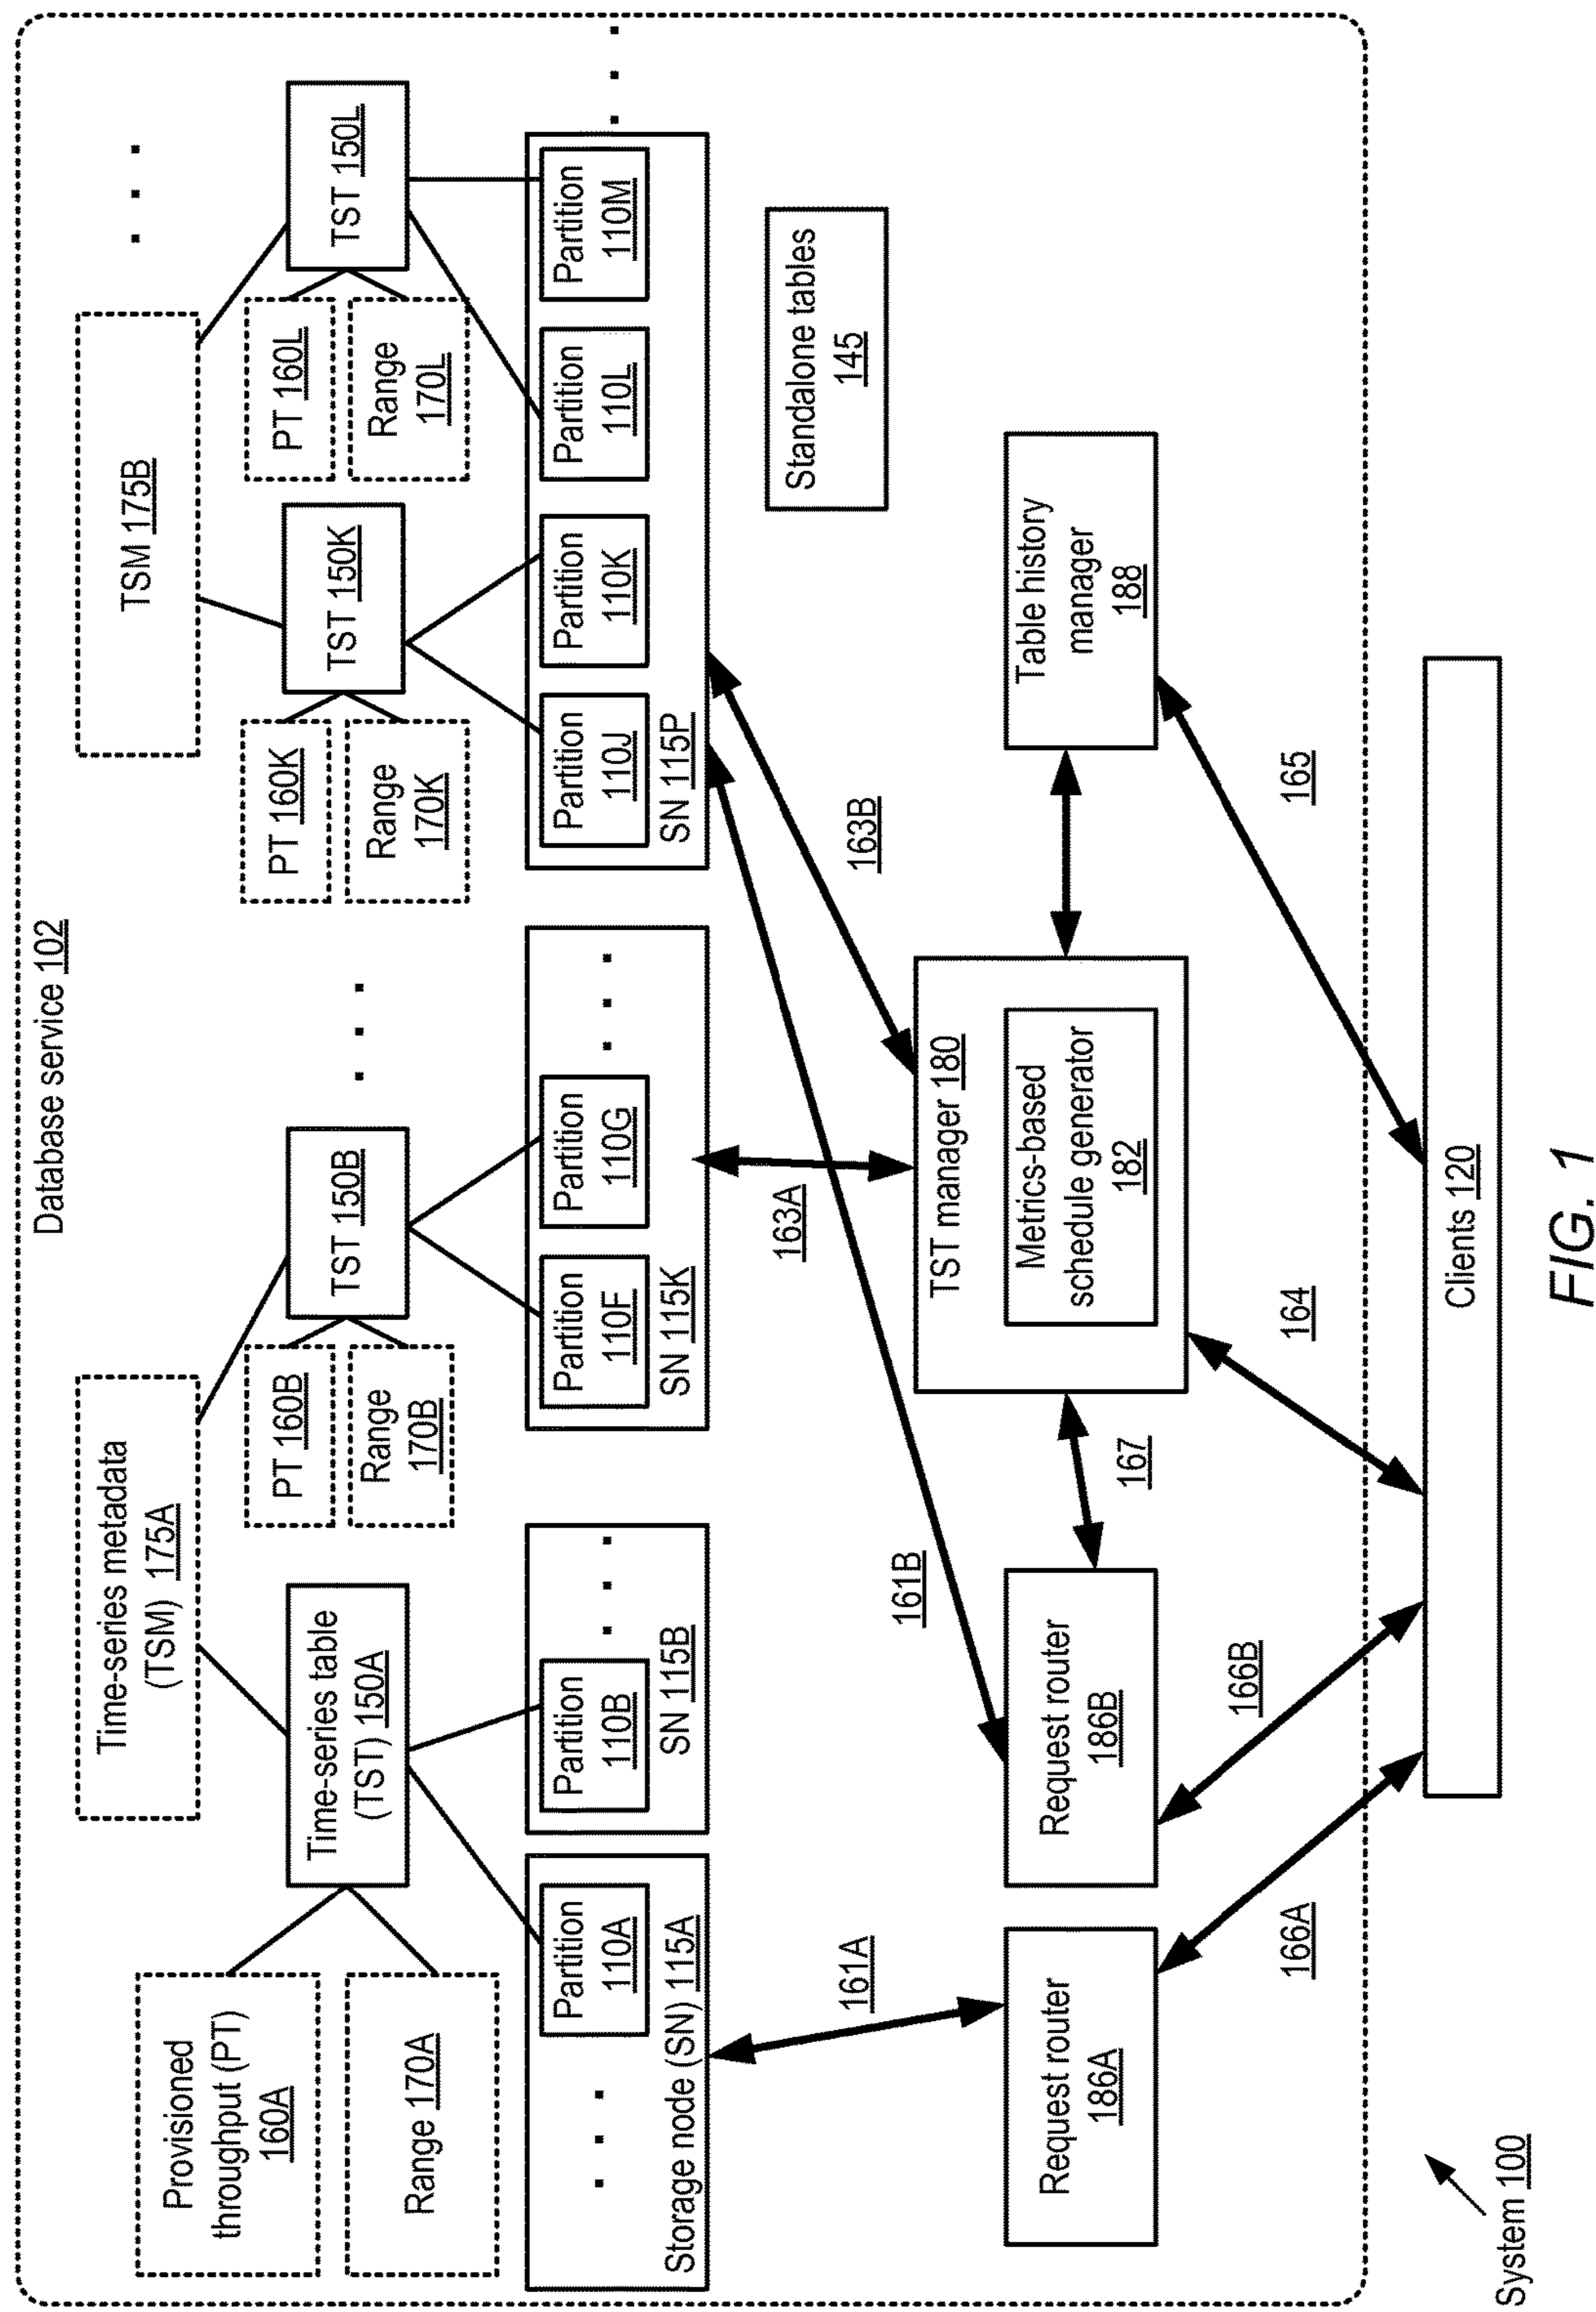 Database service 102
Time-series metadata
(TSM) 175A
TSM 175B
. . .
Provisioned
throughput (PT)
160A
Range 170A
Time-series table
(TST) 150A
PT 160B
Range
170B
TST 150B
. . .
PT 160K
Range
170K
TST 150K
PT 160L
Range
170L
TST 150L
. . .
Partition
110A
Storage node (SN) 115A
Partition
110B
. . .
SN 115B
Partition
110F
Partition
110G
. . .
SN 115K
Partition
110J
Partition
110K
Partition
110L
Partition
110M
SN 115P
. . .
Standalone tables
145
161A
161B
163A
163B
Request router
186A
Request router
186B
167
TST manager 180
Metrics-based
schedule generator
182
Table history
manager
188
166A
166B
164
165
Clients 120
System 100
FIG. 1